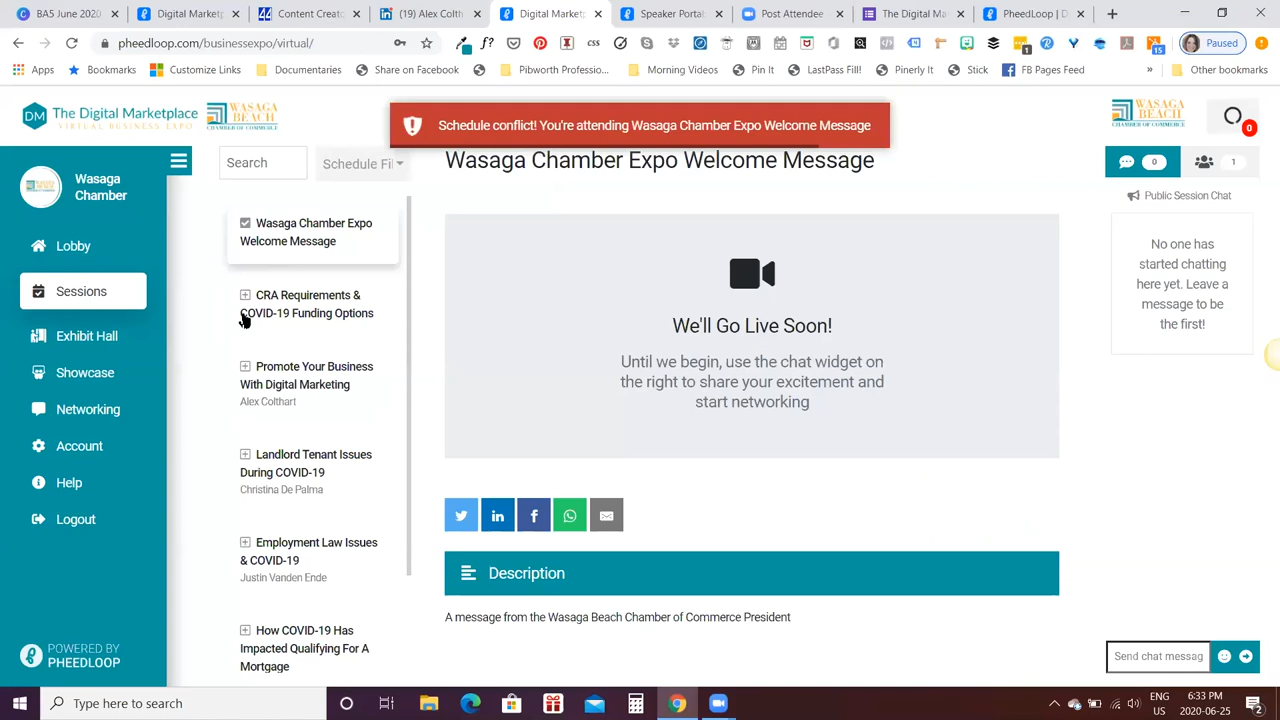 BA5 June 2020
Digital Marketp
Content Creato
(19) Alex Colth
Digital Marketp
Speaker Portal
Post Attendee
The Digital Mar
PheedLoop | D
pheedloop.com/businessexpo/virtual/
Paused
Apps
Bookmarks
Customize Links
Documentaries
Share on Facebook
Pibworth Professio...
Morning Videos
Pin It
LastPass Fill!
Pinerly It
Stick
FB Pages Feed
Other bookmarks
DM The Digital Marketplace
VIRTUAL BUSINESS EXPO
WASAGA
BEACH
CHAMBER OF COMMERCE
Schedule conflict! You're attending Wasaga Chamber Expo Welcome Message
WASAGA
BEACH
CHAMBER OF COMMERCE
0
Wasaga
Chamber
Lobby
Sessions
Exhibit Hall
Showcase
Networking
Account
Help
Logout
POWERED BY
PHEEDLOOP
Search
Schedule Fil
Wasaga Chamber Expo
Welcome Message
CRA Requirements &
COVID-19 Funding Options
Promote Your Business
With Digital Marketing
Alex Colthart
Landlord Tenant Issues
During COVID-19
Christina De Palma
Employment Law Issues
& COVID-19
Justin Vanden Ende
How COVID-19 Has
Impacted Qualifying For A
Mortgage
Wasaga Chamber Expo Welcome Message
We'll Go Live Soon!
Until we begin, use the chat widget on
the right to share your excitement and
start networking
Description
A message from the Wasaga Beach Chamber of Commerce President
0
1
Public Session Chat
No one has
started chatting
here yet. Leave a
message to be
the first!
Send chat messag
Type here to search
ENG
US
6:33 PM
2020-06-25
2